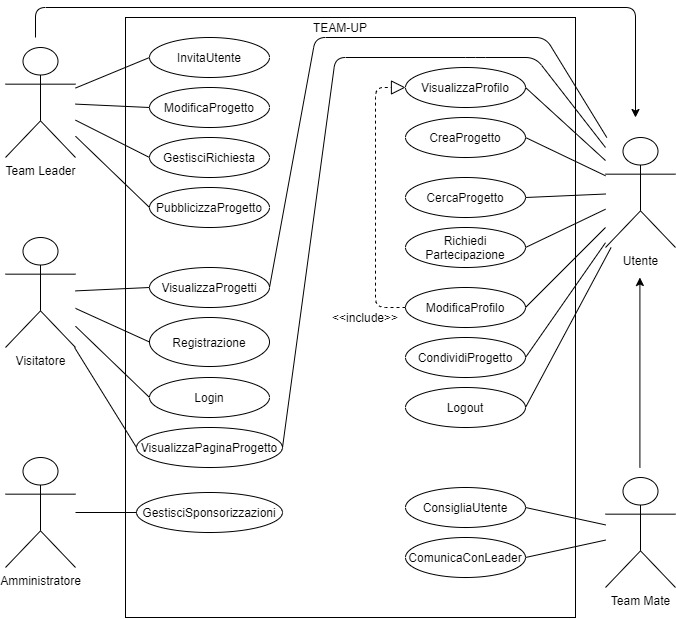 TEAM-UP
InvitaUtente
ModificaProgetto
GestisciRichiesta
PubblicizzaProgetto
Team Leader
VisualizzaProgetti
Registrazione
Login
VisualizzaPaginaProgetto
Visitatore
GestisciSponsorizzazioni
Amministratore
VisualizzaProfilo
CreaProgetto
CercaProgetto
Richiedi
Partecipazione
ModificaProfilo
<<include>>
CondividiProgetto
Logout
Utente
ConsigliaUtente
ComunicaConLeader
Team Mate